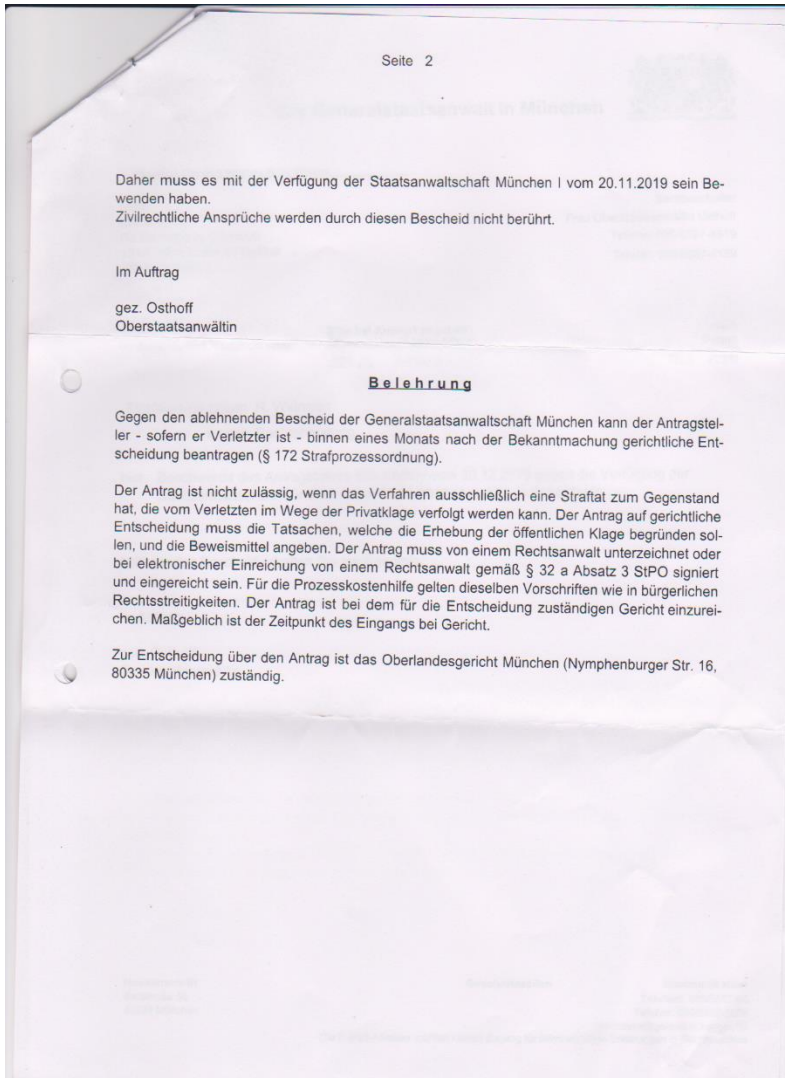 Seite 2
Daher muss es mit der Verfügung der Staatsanwaltschaft München I vom 20.11.2019 sein Be-
wenden haben.
Zivilrechtliche Ansprüche werden durch diesen Bescheid nicht berührt.
Im Auftrag
gez. Osthoff
Oberstaatsanwältin
Belehrung
Gegen den ablehnenden Bescheid der Generalstaatsanwaltschaft München kann der Antragstel-
ler - sofern er Verletzter ist - binnen eines Monats nach der Bekanntmachung gerichtliche Ent-
scheidung beantragen (§ 172 Strafprozessordnung).
Der Antrag ist nicht zulässig, wenn das Verfahren ausschließlich eine Straftat zum Gegenstand
hat, die vom Verletzten im Wege der Privatklage verfolgt werden kann. Der Antrag auf gerichtliche
Entscheidung muss die Tatsachen, welche die Erhebung der öffentlichen Klage begründen sol-
len, und die Beweismittel angeben. Der Antrag muss von einem Rechtsanwalt unterzeichnet oder
bei elektronischer Einreichung von einem Rechtsanwalt gemäß § 32 a Absatz 3 StPO signiert
und eingereicht sein. Für die Prozesskostenhilfe gelten dieselben Vorschriften wie in bürgerlichen
Rechtsstreitigkeiten. Der Antrag ist bei dem für die Entscheidung zuständigen Gericht einzurei-
chen. Maßgeblich ist der Zeitpunkt des Eingangs bei Gericht.
Zur Entscheidung über den Antrag ist das Oberlandesgericht München (Nymphenburger Str. 16,
80335 München) zuständig.